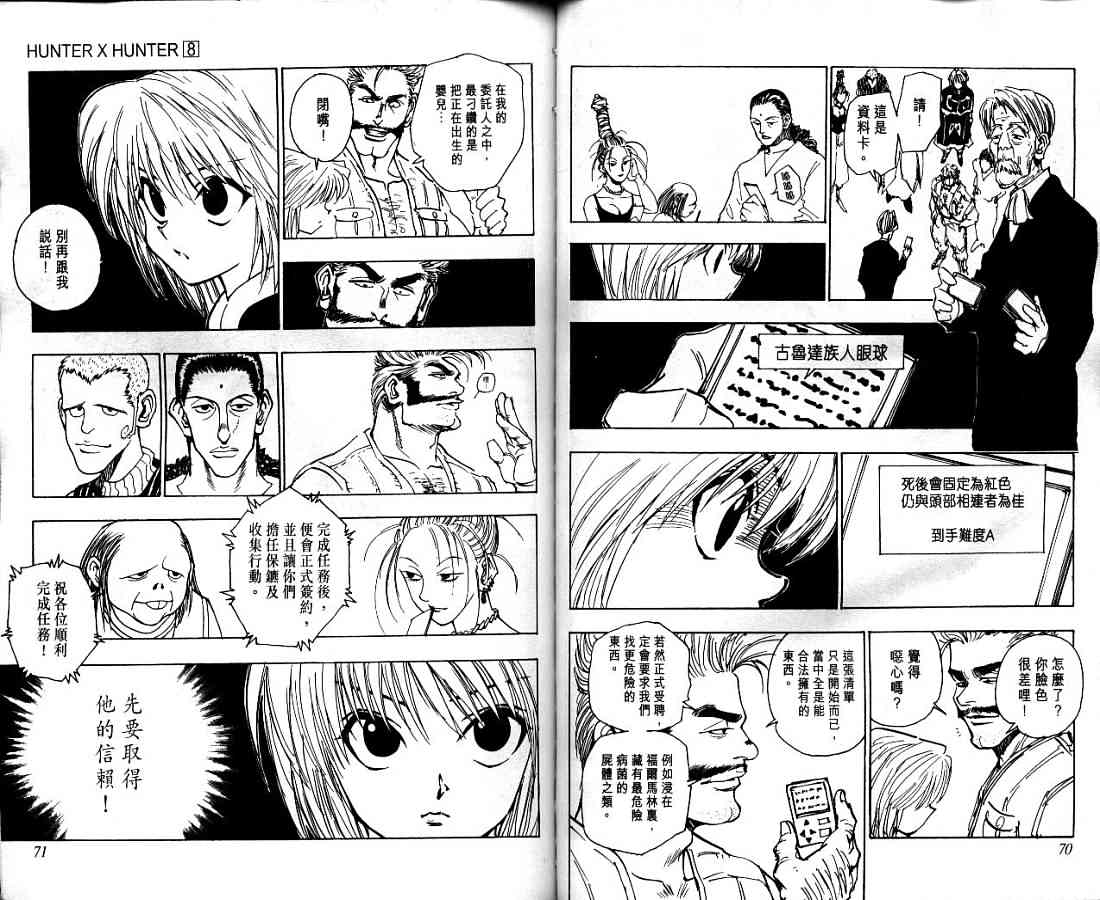 HUNTER X HUNTER 8
請！
這是
資料卡。
嗶嗶嗶
古魯達族人眼球
死後會固定為紅色
仍與頭部相連者為佳
到手難度A
怎麼了？
你臉色
很差哩！
覺得
噁心嗎？
這張清單
只是開始而已，
當中全是能
合法擁有的
東西。
若然正式受聘，
定會要求我們
找更危險的
東西。
例如浸在
福爾馬林裏，
藏有最危險
病菌的
屍體之類。
70
在我的
委託人之中，
最刁鑽的是
把正在出生的
嬰兒…
閉嘴！
別再跟我
説話！
完成任務後，
便會正式簽約，
並且讓你們
擔任保鑣及
收集行動。
祝各位順利
完成任務！
先要取得
他的信賴！
71